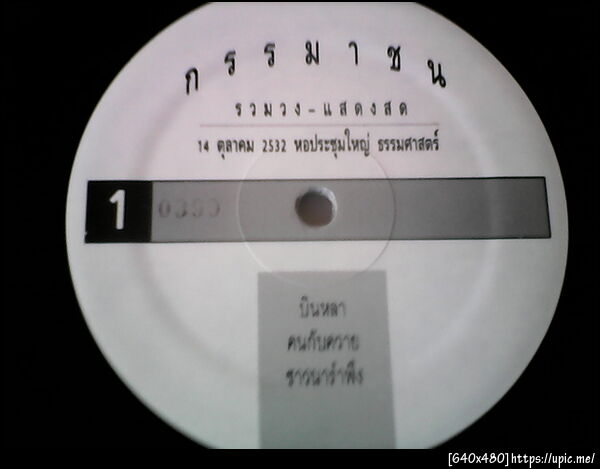 กรรมาชน
รวมวง - แสดงสด
14 ตุลาคม 2532 หอประชุมใหญ่ ธรรมศาสตร์
1
บินหลา
คนกับควาย
ชาวนารำพึง
[640x480]https://upic.me/